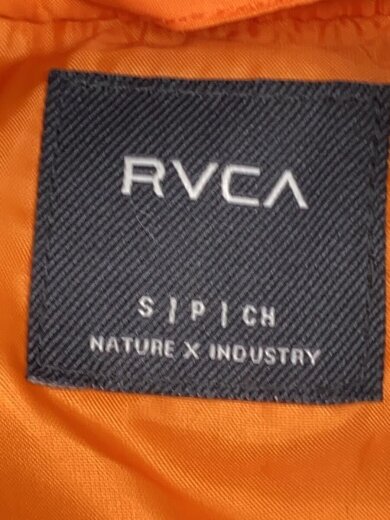 RVCA
S | P | CH
NATURE X INDUSTRY